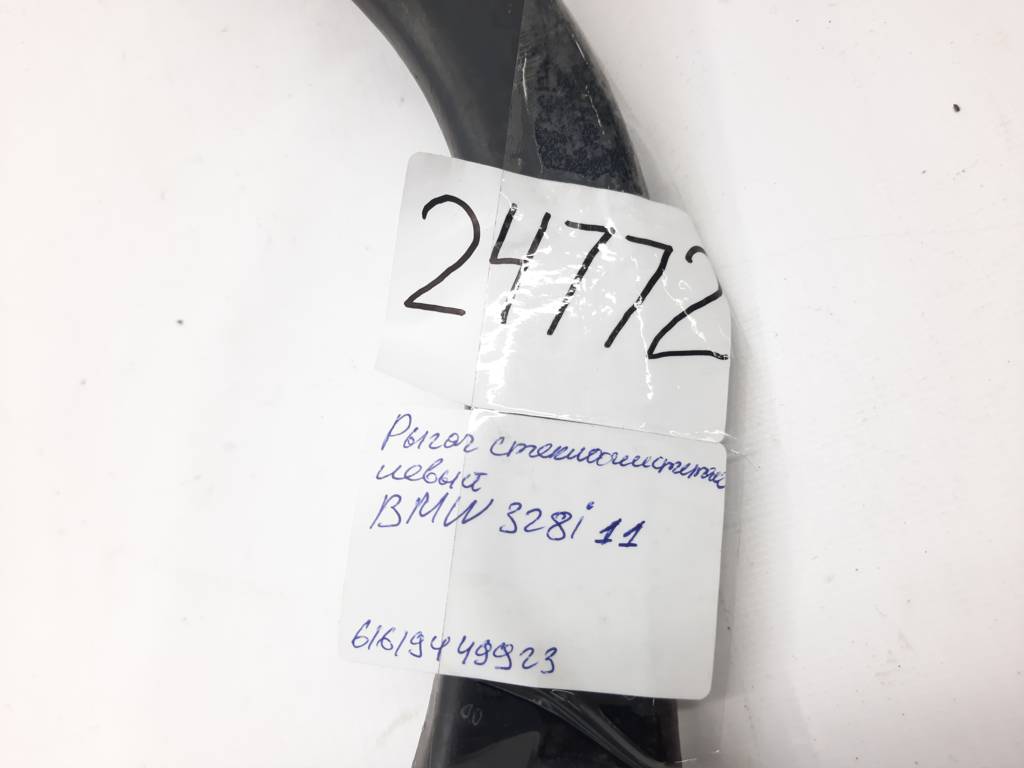 24772
Рычаг стеклоочистителя
левый
BMW 328i 11
61619449923